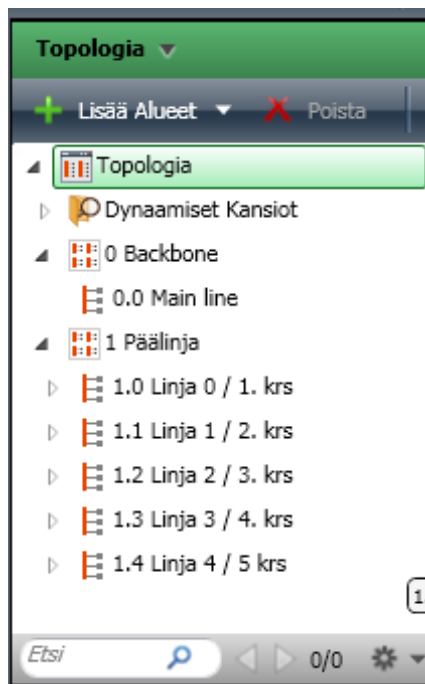 Topologia
Lisää Alueet Poista
Topologia
Dynaamiset Kansiot
0 Backbone
0.0 Main line
1 Päälinja
1.0 Linja 0 / 1. krs
1.1 Linja 1 / 2. krs
1.2 Linja 2 / 3. krs
1.3 Linja 3 / 4. krs
1.4 Linja 4 / 5 krs
1
Etsi 0/0